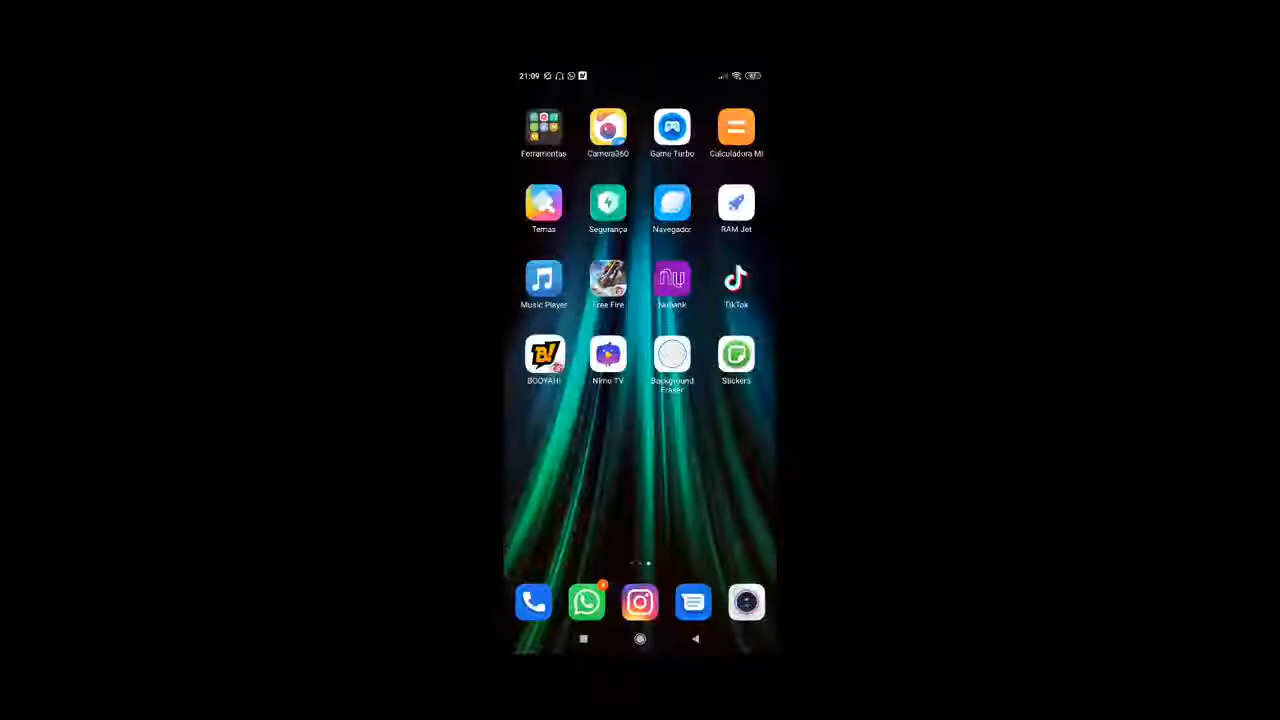 21:09
Ferramentas Camera360 Game Turbo Calculadora Mi
Temas Segurança Navegador RAM Jet
Music Player Free Fire Nubank TikTok
BOOYAH! Nimo TV Background Eraser Stickers